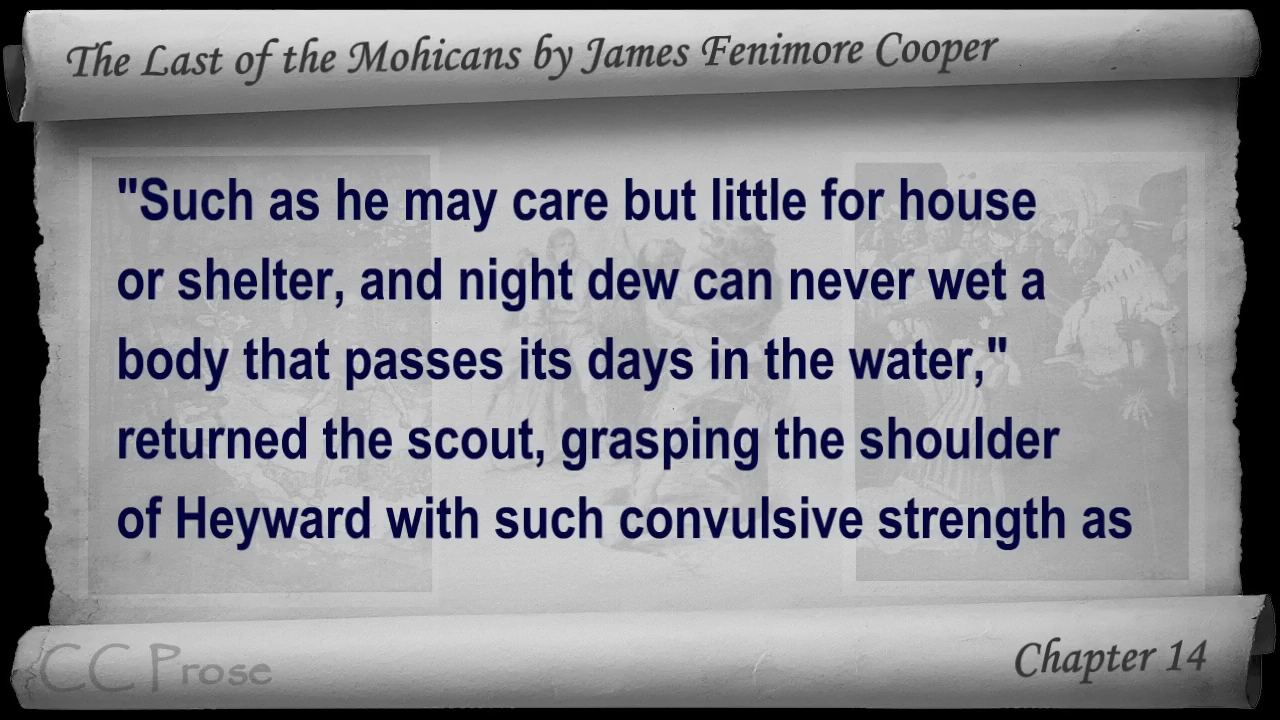 The Last of the Mohicans by James Fenimore Cooper
"Such as he may care but little for house
or shelter, and night dew can never wet a
body that passes its days in the water,"
returned the scout, grasping the shoulder
of Heyward with such convulsive strength as
CC Prose
Chapter 14